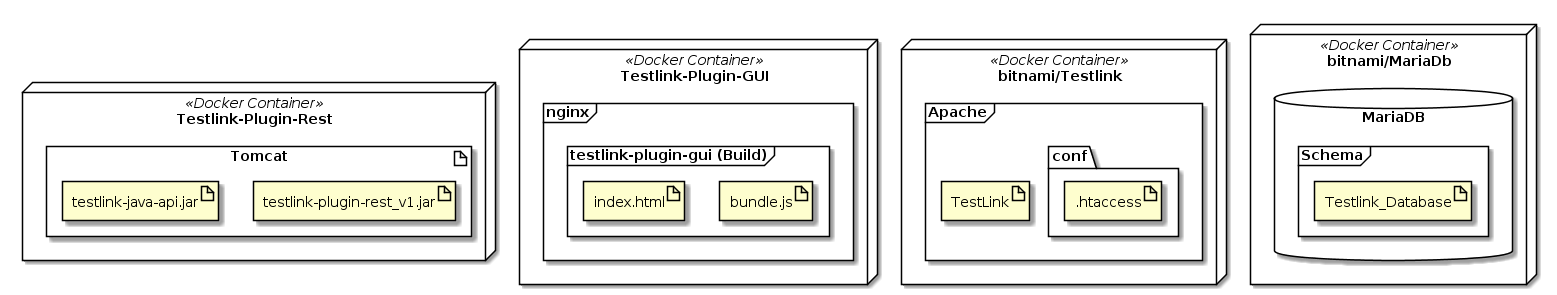 «Docker Container»
Testlink-Plugin-Rest
Tomcat
testlink-java-api.jar
testlink-plugin-rest_v1.jar
«Docker Container»
Testlink-Plugin-GUI
nginx
testlink-plugin-gui (Build)
index.html
bundle.js
«Docker Container»
bitnami/Testlink
Apache
TestLink
conf
.htaccess
«Docker Container»
bitnami/MariaDb
MariaDB
Schema
Testlink_Database